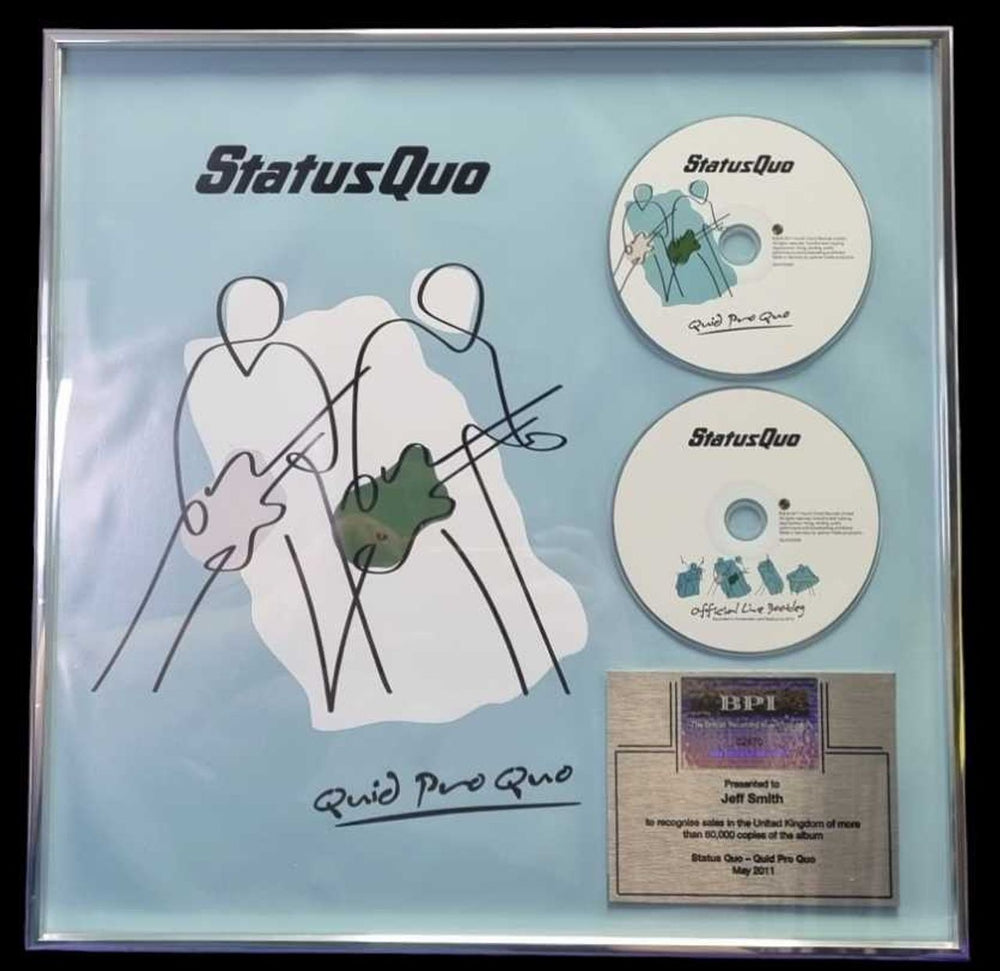 StatusQuo
Quid Pro Quo
StatusQuo
Quid Pro Quo
StatusQuo
Official Live Bootleg
BPI
Presented to
Jeff Smith
to recognise sales in the United Kingdom of more
than 60,000 copies of the album
Status Quo – Quid Pro Quo
May 2011